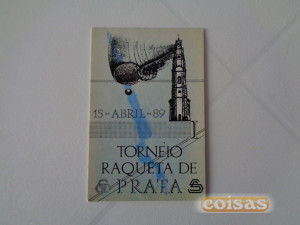 15-ABRIL-89
TORNEIO
RAQUETA DE
PRATA
coisas